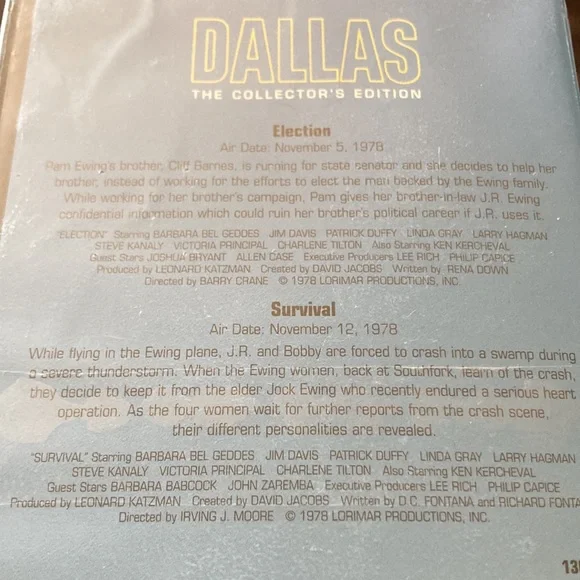 DALLAS
THE COLLECTOR'S EDITION
Election
Air Date: November 5, 1978
Pam Ewing's brother, Cliff Barnes, is running for state senator and she decides to help her
brother, instead of working for the efforts to elect the man backed by the Ewing family.
While working for her brother's campaign, Pam gives her brother-in-law J.R. Ewing
confidential information which could ruin her brother's political career if J.R. uses it.
"ELECTION" Starring BARBARA BEL GEDDES JIM DAVIS PATRICK DUFFY LINDA GRAY LARRY HAGMAN
STEVE KANALY VICTORIA PRINCIPAL CHARLENE TILTON Also Starring KEN KERCHEVAL
Guest Stars JOSHUA BRYANT ALLEN CASE Executive Producers LEE RICH PHILIP CAPICE
Produced by LEONARD KATZMAN Created by DAVID JACOBS Written by RENA DOWN
Directed by BARRY CRANE © 1978 LORIMAR PRODUCTIONS, INC.
Survival
Air Date: November 12, 1978
While flying in the Ewing plane, J.R. and Bobby are forced to crash into a swamp during
a severe thunderstorm. When the Ewing women, back at Southfork, learn of the crash,
they decide to keep it from the elder Jock Ewing who recently endured a serious heart
operation. As the four women wait for further reports from the crash scene,
their different personalities are revealed.
"SURVIVAL" Starring BARBARA BEL GEDDES JIM DAVIS PATRICK DUFFY LINDA GRAY LARRY HAGMAN
STEVE KANALY VICTORIA PRINCIPAL CHARLENE TILTON Also Starring KEN KERCHEVAL
Guest Stars BARBARA BABCOCK JOHN ZAREMBA Executive Producers LEE RICH PHILIP CAPICE
Produced by LEONARD KATZMAN Created by DAVID JACOBS Written by D.C. FONTANA and RICHARD FONTA
Directed by IRVING J. MOORE © 1978 LORIMAR PRODUCTIONS, INC.